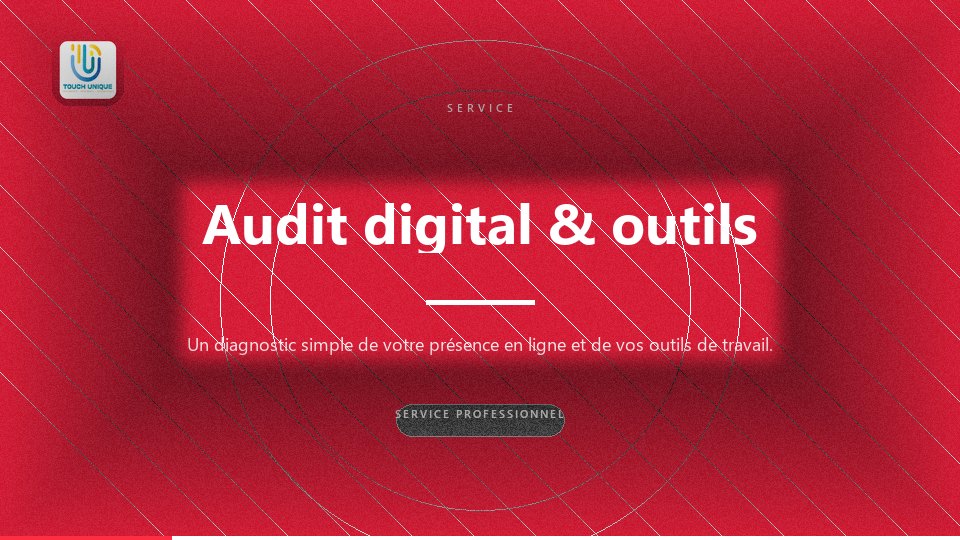 TOUCH UNIQUE
SERVICE
Audit digital & outils
Un diagnostic simple de votre présence en ligne et de vos outils de travail.
SERVICE PROFESSIONNEL